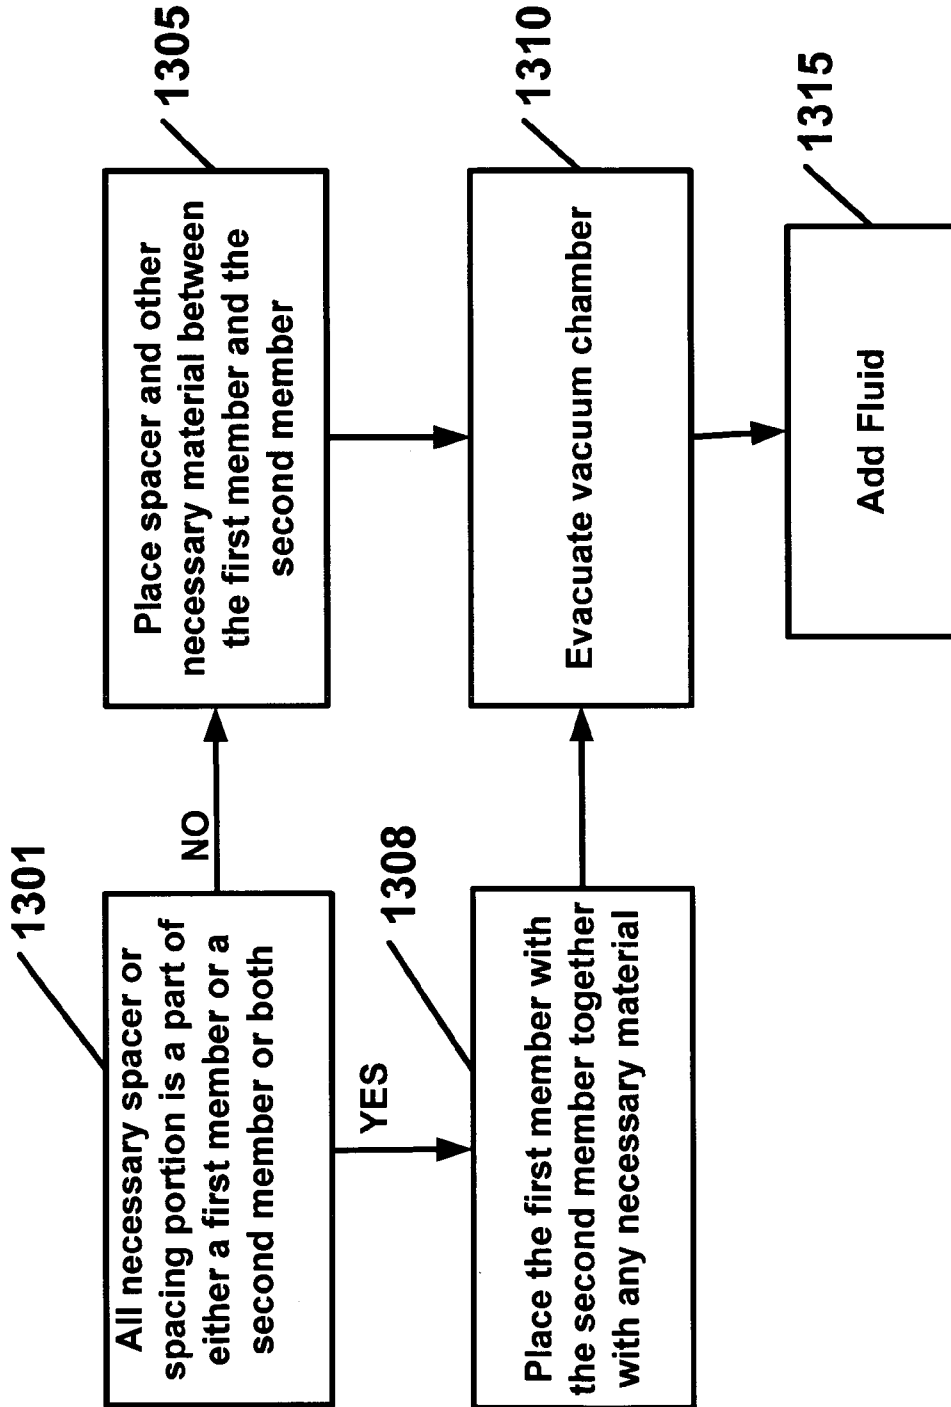 1301
All necessary spacer or
spacing portion is a part of
either a first member or a
second member or both
NO
YES
1305
Place spacer and other
necessary material between
the first member and the
second member
1308
Place the first member with
the second member together
with any necessary material
1310
Evacuate vacuum chamber
1315
Add Fluid